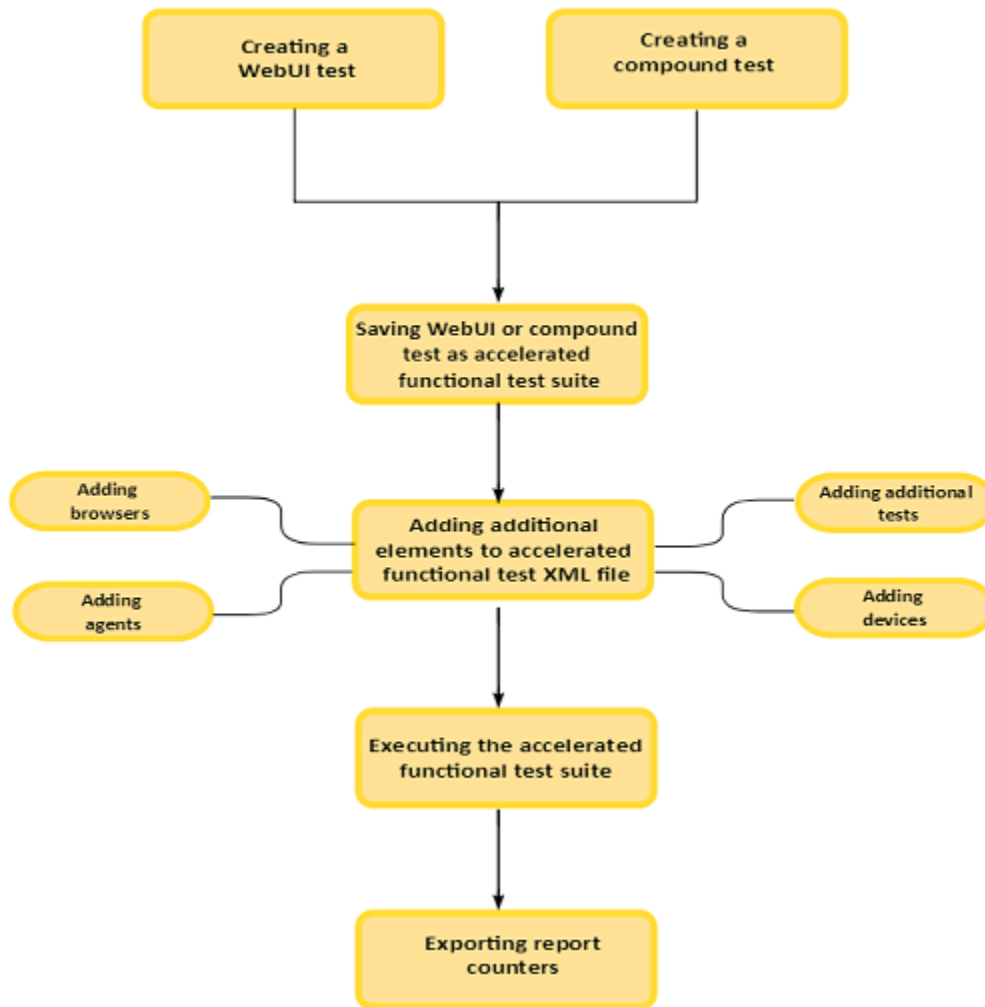 Creating a
WebUI test
Creating a
compound test
Saving WebUI or compound
test as accelerated
functional test suite
Adding
browsers
Adding additional
elements to accelerated
functional test XML file
Adding additional
tests
Adding
agents
Adding
devices
Executing the accelerated
functional test suite
Exporting report
counters